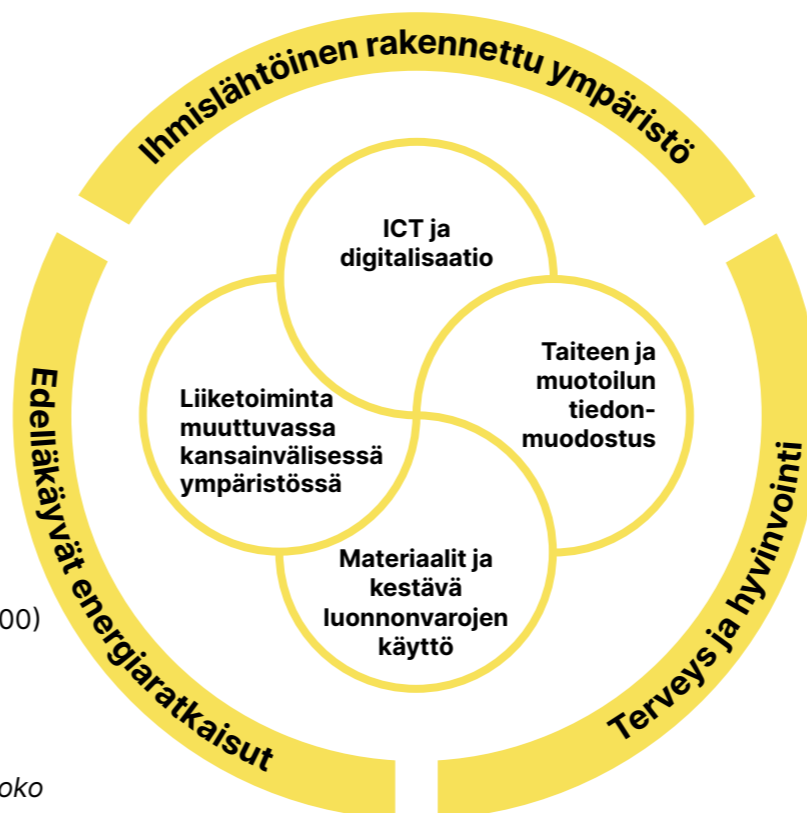 Ihmislähtöinen rakennettu ympäristö
ICT ja
digitalisaatio
Taiteen ja
muotoilun
tiedon-
muodostus
Liiketoiminta
muuttuvassa
kansainvälisessä
ympäristössä
Materiaalit ja
kestävä
luonnonvarojen
käyttö
Edelläkäyvät energiaratkaisut
Terveys ja hyvinvointi
00)
oko